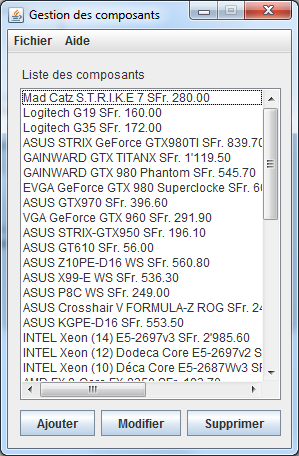 Gestion des composants
Fichier Aide
Liste des composants
Mad Catz S.T.R.I.K.E 7 SFr. 280.00
Logitech G19 SFr. 160.00
Logitech G35 SFr. 172.00
ASUS STRIX GeForce GTX980TI SFr. 839.70
GAINWARD GTX TITANX SFr. 1'119.50
GAINWARD GTX 980 Phantom SFr. 545.70
EVGA GeForce GTX 980 Superclocke SFr.
ASUS GTX970 SFr. 396.60
VGA GeForce GTX 960 SFr. 291.90
ASUS STRIX-GTX950 SFr. 196.10
ASUS GT610 SFr. 56.00
ASUS Z10PE-D16 WS SFr. 560.80
ASUS X99-E WS SFr. 536.30
ASUS P8C WS SFr. 249.00
ASUS Crosshair V FORMULA-Z ROG SFr.
ASUS KGPE-D16 SFr. 553.50
INTEL Xeon (14) E5-2697v3 SFr. 2'985.60
INTEL Xeon (12) Dodeca Core E5-2697v2
INTEL Xeon (10) Déca Core E5-2687Wv3
Ajouter Modifier Supprimer